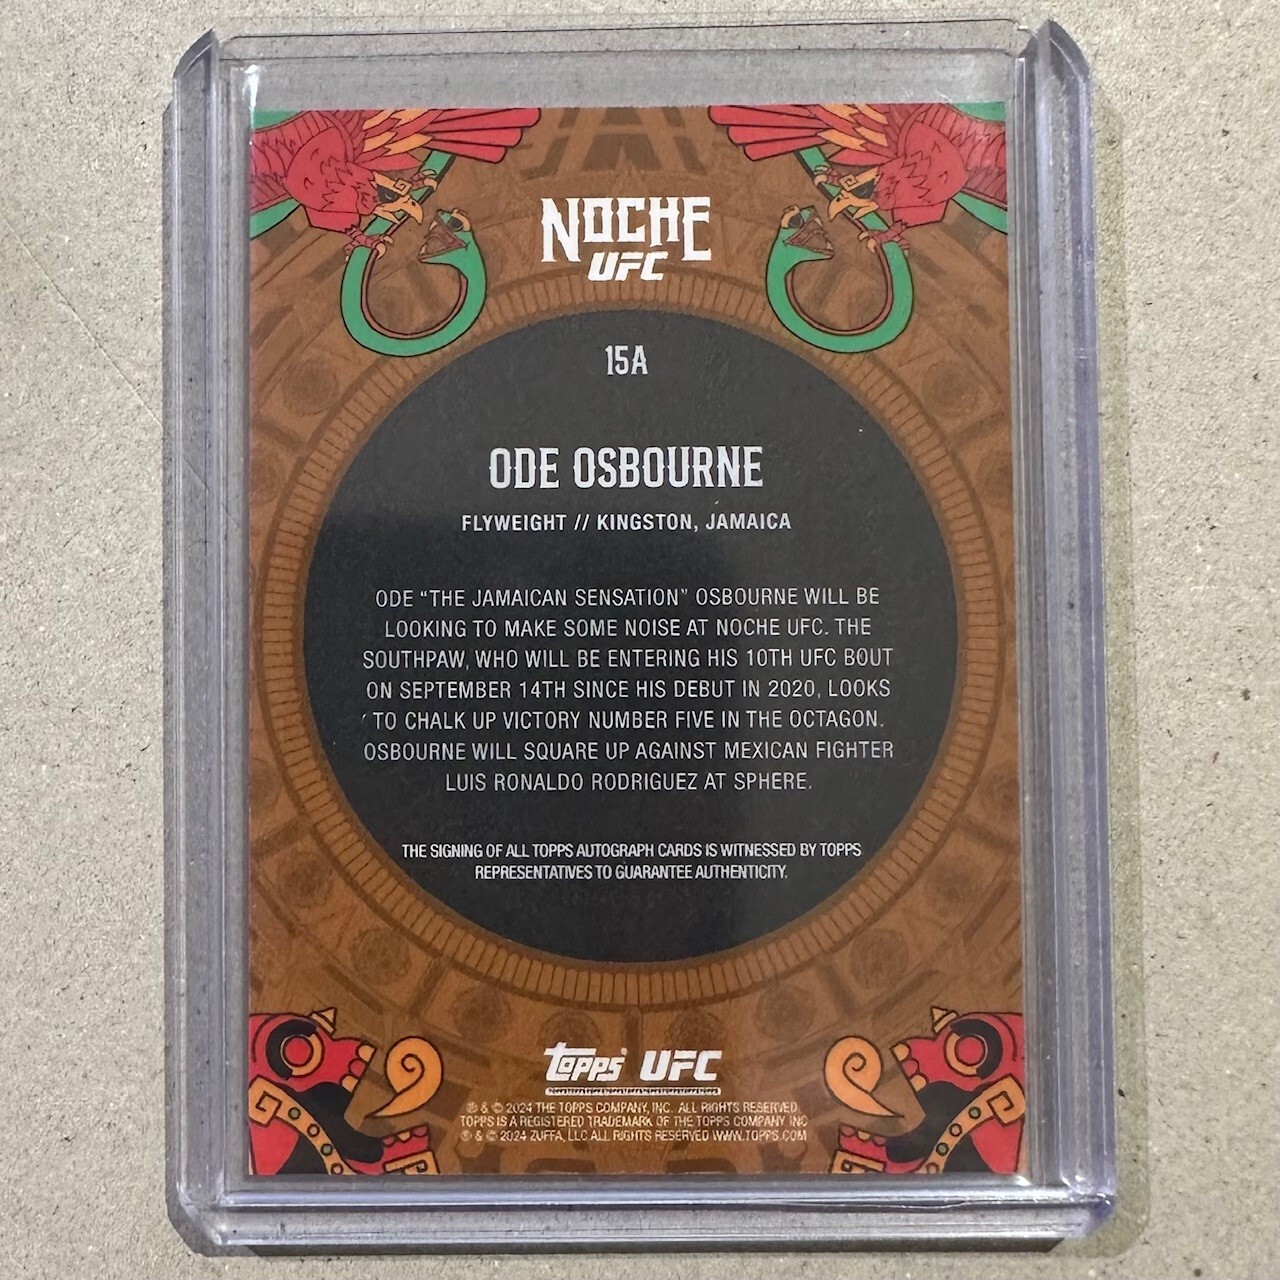 NOCHE
UFC
15A
ODE OSBOURNE
FLYWEIGHT // KINGSTON, JAMAICA
ODE "THE JAMAICAN SENSATION" OSBOURNE WILL BE
LOOKING TO MAKE SOME NOISE AT NOCHE UFC. THE
SOUTHPAW, WHO WILL BE ENTERING HIS 10TH UFC BOUT
ON SEPTEMBER 14TH SINCE HIS DEBUT IN 2020, LOOKS
TO CHALK UP VICTORY NUMBER FIVE IN THE OCTAGON.
OSBOURNE WILL SQUARE UP AGAINST MEXICAN FIGHTER
LUIS RONALDO RODRIGUEZ AT SPHERE.
THE SIGNING OF ALL TOPPS AUTOGRAPH CARDS IS WITNESSED BY TOPPS
REPRESENTATIVES TO GUARANTEE AUTHENTICITY.
topps UFC
® & © 2024 THE TOPPS COMPANY, INC. ALL RIGHTS RESERVED.
TOPPS IS A REGISTERED TRADEMARK OF THE TOPPS COMPANY INC
® & © 2024 ZUFFA, LLC ALL RIGHTS RESERVED WWW.TOPPS.COM